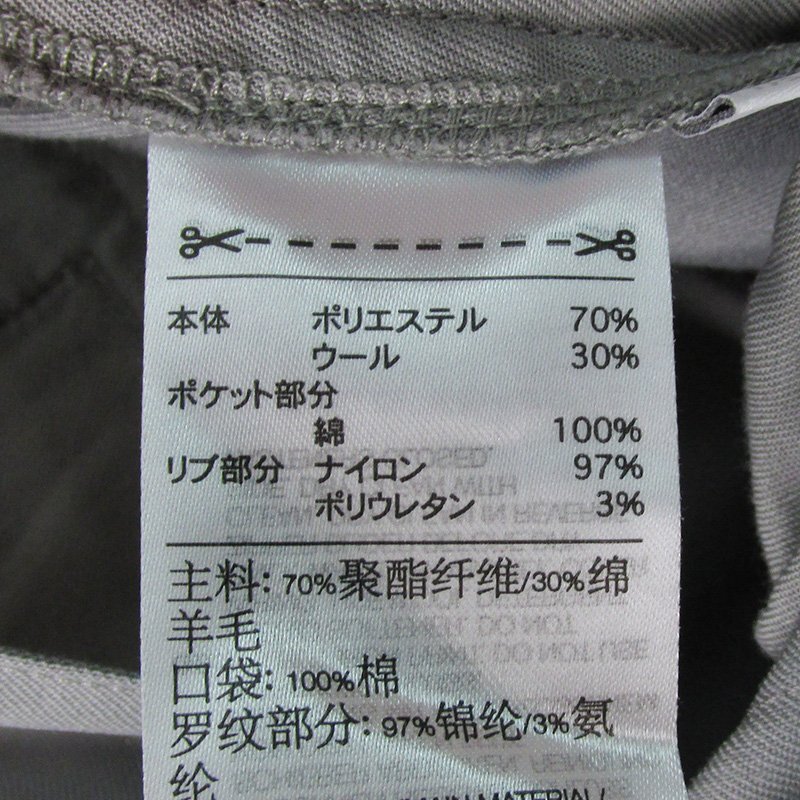 本体 ポリエステル 70%
ウール 30%
ポケット部分
綿 100%
リブ部分 ナイロン 97%
ポリウレタン 3%
主料: 70%聚酯纤维/30%绵
羊毛
口袋: 100%棉
罗纹部分: 97%锦纶/3%氨
纶
MAIN MATERIAL/